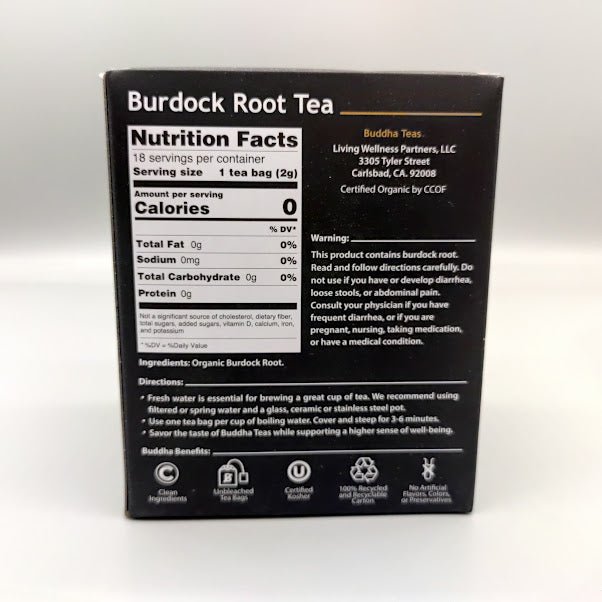 Burdock Root Tea
Nutrition Facts
18 servings per container
Serving size 1 tea bag (2g)
Amount per serving
Calories 0
% DV*
Total Fat 0g 0%
Sodium 0mg 0%
Total Carbohydrate 0g 0%
Protein 0g
Not a significant source of cholesterol, dietary fiber,
total sugars, added sugars, vitamin D, calcium, iron,
and potassium
*%DV = %Daily Value
Buddha Teas
Living Wellness Partners, LLC
3305 Tyler Street
Carlsbad, CA. 92008
Certified Organic by CCOF
Warning:
This product contains burdock root.
Read and follow directions carefully. Do
not use if you have or develop diarrhea,
loose stools, or abdominal pain.
Consult your physician if you have
frequent diarrhea, or if you are
pregnant, nursing, taking medication,
or have a medical condition.
Ingredients: Organic Burdock Root.
Directions:
• Fresh water is essential for brewing a great cup of tea. We recommend using
filtered or spring water and a glass, ceramic or stainless steel pot.
• Use one tea bag per cup of boiling water. Cover and steep for 3-6 minutes.
• Savor the taste of Buddha Teas while supporting a higher sense of well-being.
Buddha Benefits:
C
Clean
Ingredients
B
Unbleached
Tea Bags
U
Certified
Kosher
100% Recycled
and Recyclable
Carton
No Artificial
Flavors, Colors,
or Preservatives